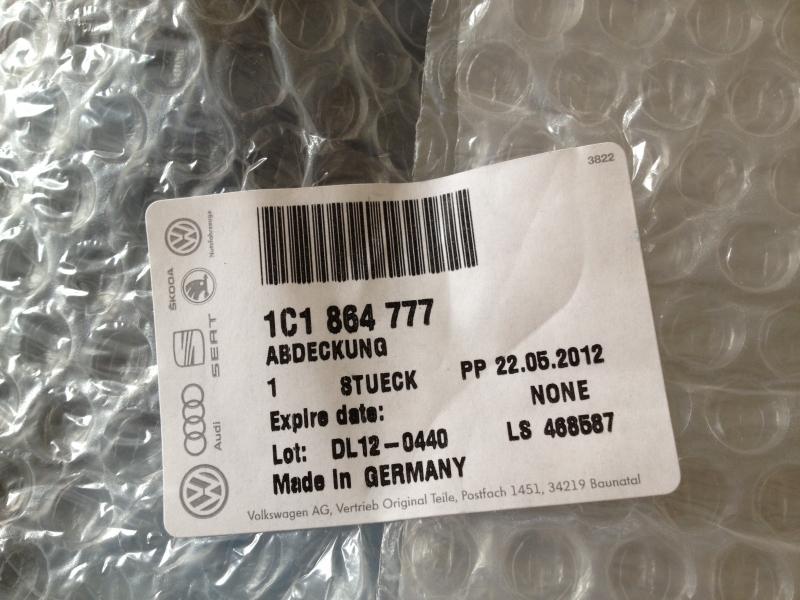 3822
Nutzfahrzeuge
ŠKODA
SEAT
Audi
1C1 864 777
ABDECKUNG
1 STUECK PP 22.05.2012
Expire date: NONE
Lot: DL12-0440 LS 468587
Made in GERMANY
Volkswagen AG, Vertrieb Original Teile, Postfach 1451, 34219 Baunatal